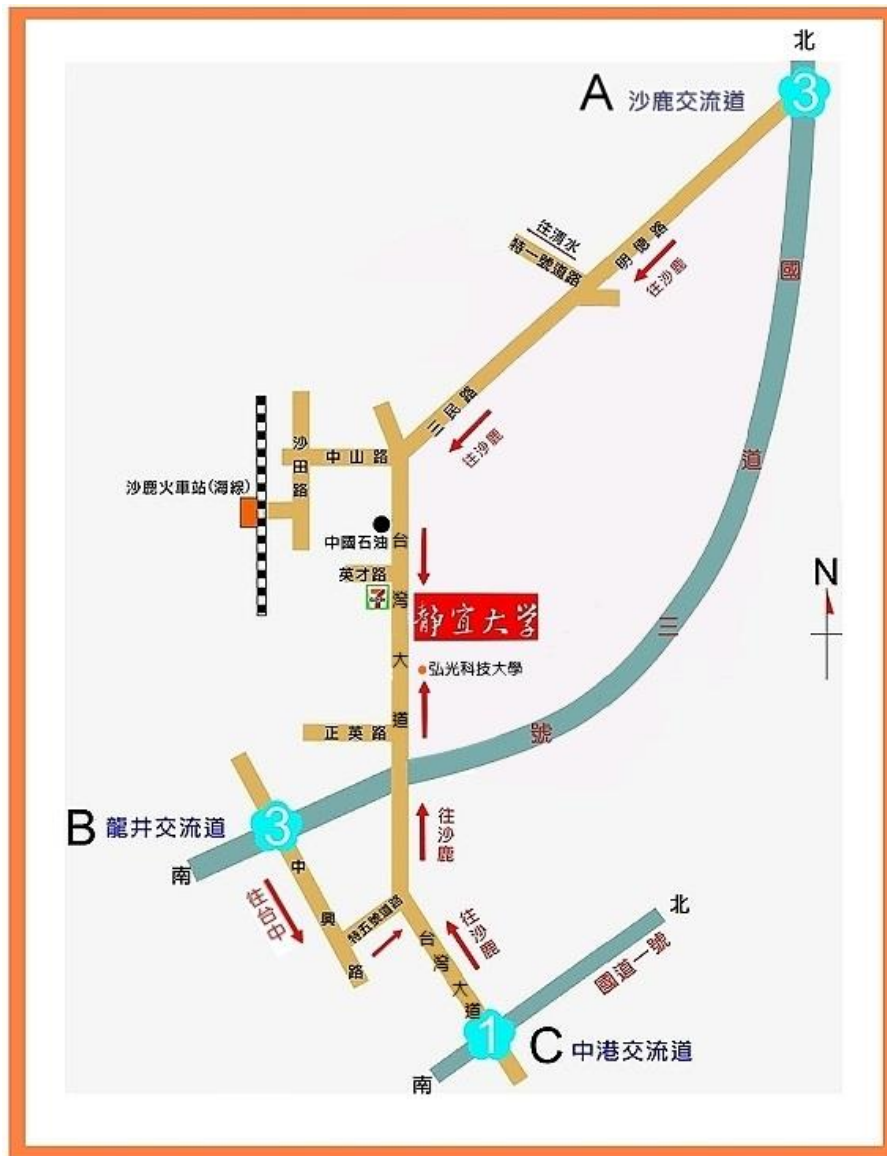 北
3
A 沙鹿交流道
往清水
特一號道路
明德路
往沙鹿
國道三號
三民路
往沙鹿
沙田路
中山路
沙鹿火車站(海線)
中國石油
台灣大道
英才路
7
靜宜大学
N
弘光科技大學
正英路
3
B 龍井交流道
南
往沙鹿
中興路
往台中
特五號道路
往沙鹿
台灣大道
北
國道一號
1
C 中港交流道
南